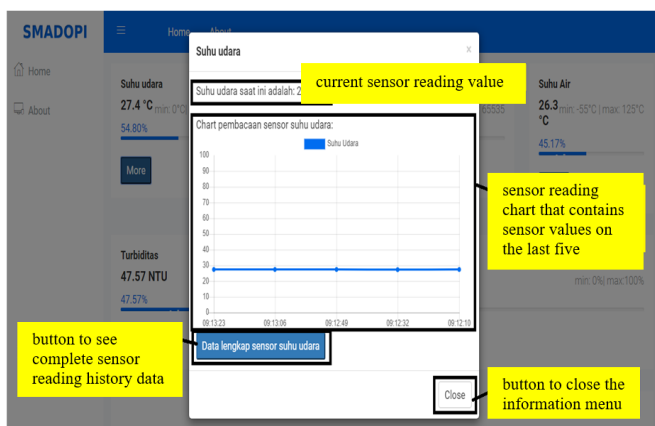 SMADOPI
Home
About
Home
About
Suhu udara
x
Suhu udara saat ini adalah: 2
current sensor reading value
Suhu udara
27.4 °C min: 0°C
54.80%
More
65535
Suhu Air
26.3 min: -55°C | max: 125°C
°C
45.17%
Chart pembacaan sensor suhu udara:
Suhu Udara
100
90
80
70
60
50
40
30
20
10
0
09:13:23 09:13:06 09:12:49 09:12:32 09:12:10
sensor reading
chart that contains
sensor values on
the last five
Turbiditas
47.57 NTU
47.57%
min: 0%| max:100%
Data lengkap sensor suhu udara
button to see
complete sensor
reading history data
Close
button to close the
information menu